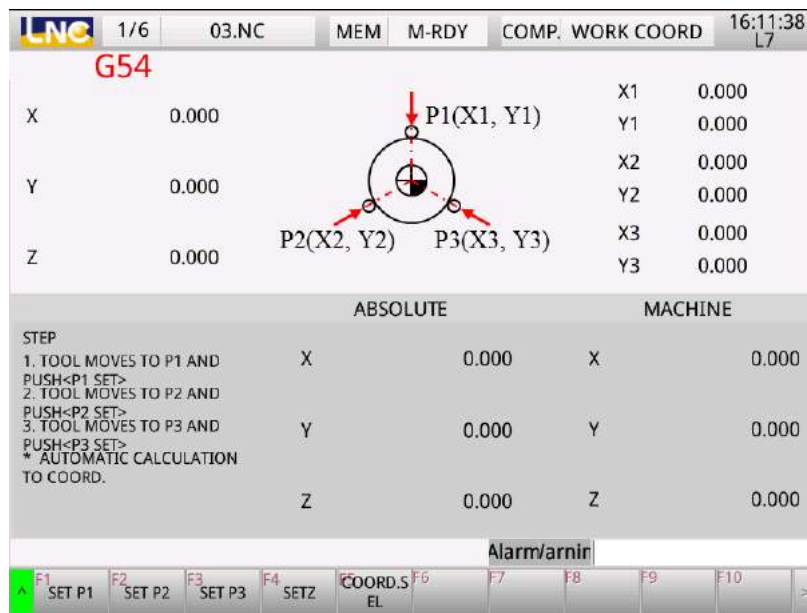 LNC 1/6 03.NC MEM M-RDY COMP. WORK COORD 16:11:38
L7
G54
X 0.000
Y 0.000
Z 0.000
P1(X1, Y1)
P2(X2, Y2) P3(X3, Y3)
X1 0.000
Y1 0.000
X2 0.000
Y2 0.000
X3 0.000
Y3 0.000
ABSOLUTE MACHINE
STEP
1. TOOL MOVES TO P1 AND
PUSH<P1 SET>
2. TOOL MOVES TO P2 AND
PUSH<P2 SET>
3. TOOL MOVES TO P3 AND
PUSH<P3 SET>
* AUTOMATIC CALCULATION
TO COORD.
X 0.000 X 0.000
Y 0.000 Y 0.000
Z 0.000 Z 0.000
Alarm/arnin
^ F1 SET P1 F2 SET P2 F3 SET P3 F4 SETZ F5 COORD.S F6 F7 F8 F9 F10
EL